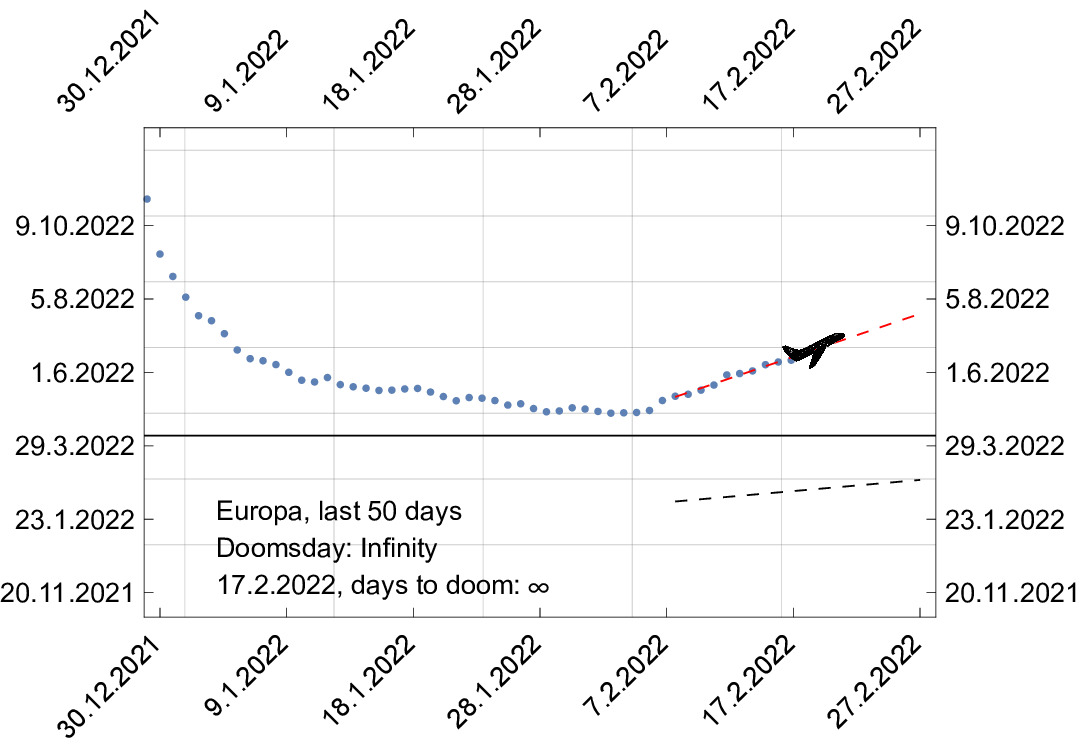 30.12.2021 9.1.2022 18.1.2022 28.1.2022 7.2.2022 17.2.2022 27.2.2022
9.10.2022 9.10.2022
5.8.2022 5.8.2022
1.6.2022 1.6.2022
29.3.2022 29.3.2022
Europa, last 50 days
23.1.2022 23.1.2022
Doomsday: Infinity
17.2.2022, days to doom: ∞
20.11.2021 20.11.2021
30.12.2021 9.1.2022 18.1.2022 28.1.2022 7.2.2022 17.2.2022 27.2.2022